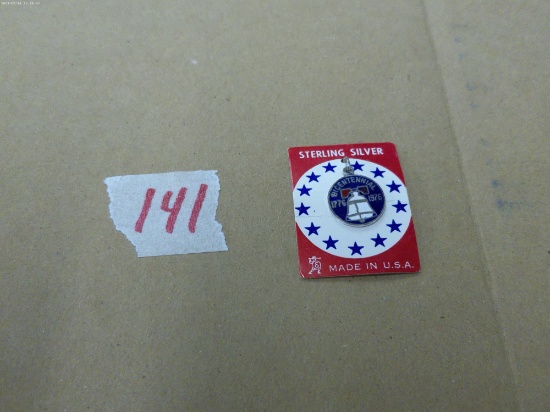 141
STERLING SILVER
BICENTENNIAL
1776 1976
MADE IN U.S.A.